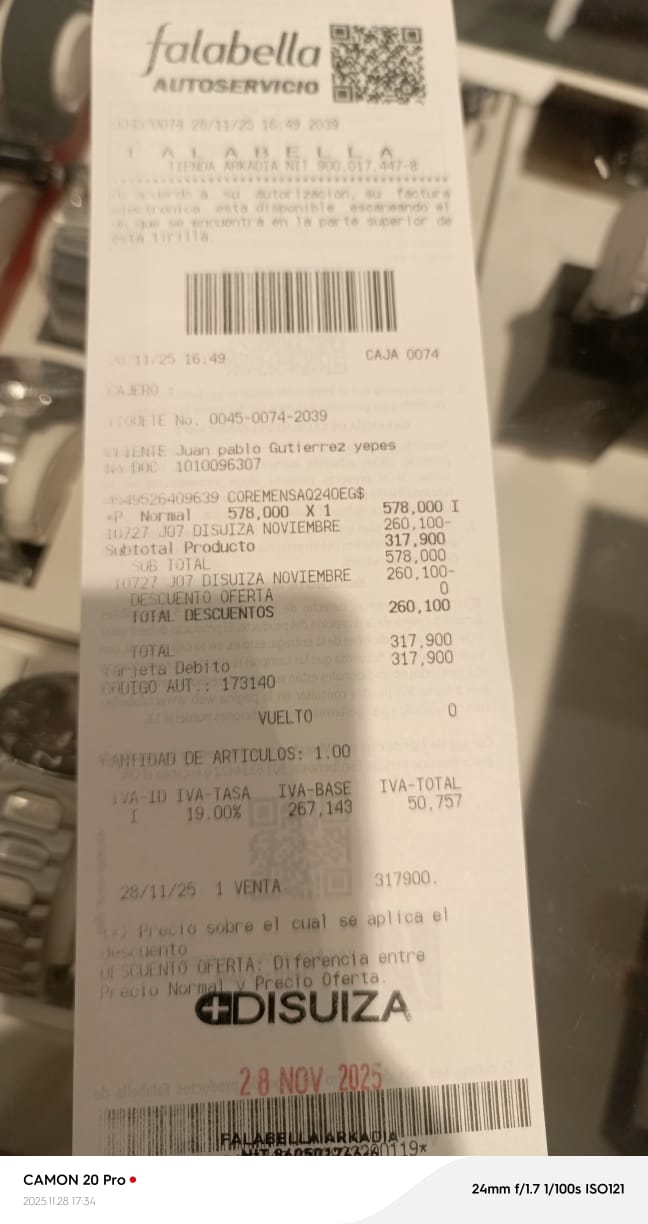 falabella
AUTOSERVICIO
28/11/25 16:49 2039
A L A B E L L A
TIENDA ARKADIA NIT 900.017.447-8
De acuerdo a su autorizacion, su factura
electronica esta disponible escaneando el
que se encuentra en la parte superior de
esta tirilla.
11/25 16:49 CAJA 0074
CAJERO :
TIQUETE No. 0045-0074-2039
CLIENTE Juan pablo Gutierrez yepes
No DOC 1010096307
COREMENSAQ240EG$
*P Normal 578,000 X 1 578,000 I
10727 J07 DISUIZA NOVIEMBRE 260,100-
Subtotal Producto 317,900
SUB TOTAL 578,000
10727 J07 DISUIZA NOVIEMBRE 260,100-
DESCUENTO OFERTA 0
TOTAL DESCUENTOS 260,100
TOTAL 317,900
Tarjeta Debito 317,900
CODIGO AUT.: 173140
VUELTO 0
CANTIDAD DE ARTICULOS: 1.00
IVA-ID IVA-TASA IVA-BASE IVA-TOTAL
I 19.00% 267,143 50,757
28/11/25 1 VENTA 317900.
(*) Precio sobre el cual se aplica el
descuento
DESCUENTO OFERTA: Diferencia entre
Precio Normal y Precio Oferta.
DISUIZA
28 NOV 2025
FALABELLA ARKADIA
CAMON 20 Pro
2025.11.28 17:34
24mm f/1.7 1/100s ISO121